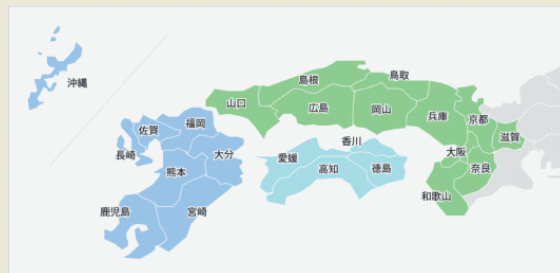 沖縄
島根
鳥取
山口
広島
岡山
兵庫
京都
滋賀
福岡
佐賀
長崎
大分
熊本
鹿児島
宮崎
香川
愛媛
高知
徳島
大阪
奈良
和歌山